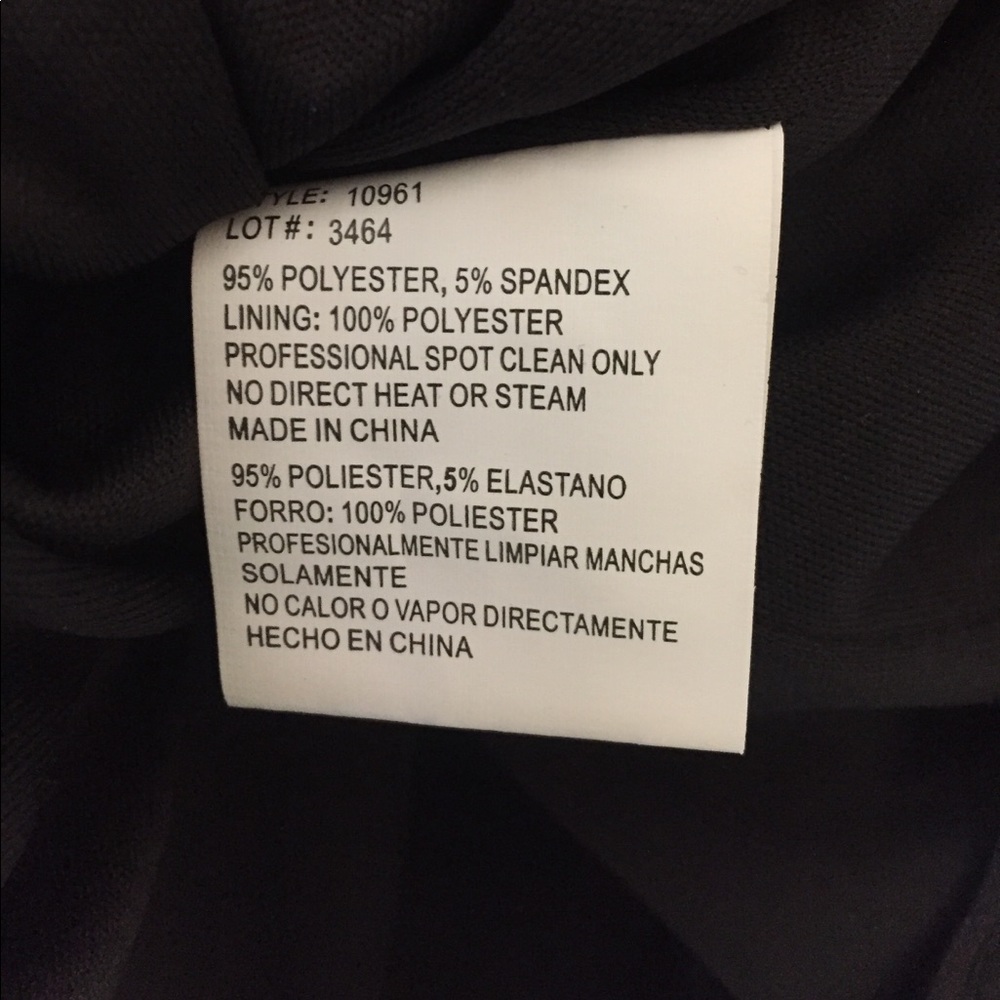 STYLE: 10961
LOT#: 3464
95% POLYESTER, 5% SPANDEX
LINING: 100% POLYESTER
PROFESSIONAL SPOT CLEAN ONLY
NO DIRECT HEAT OR STEAM
MADE IN CHINA
95% POLIESTER,5% ELASTANO
FORRO: 100% POLIESTER
PROFESIONALMENTE LIMPIAR MANCHAS
SOLAMENTE
NO CALOR O VAPOR DIRECTAMENTE
HECHO EN CHINA